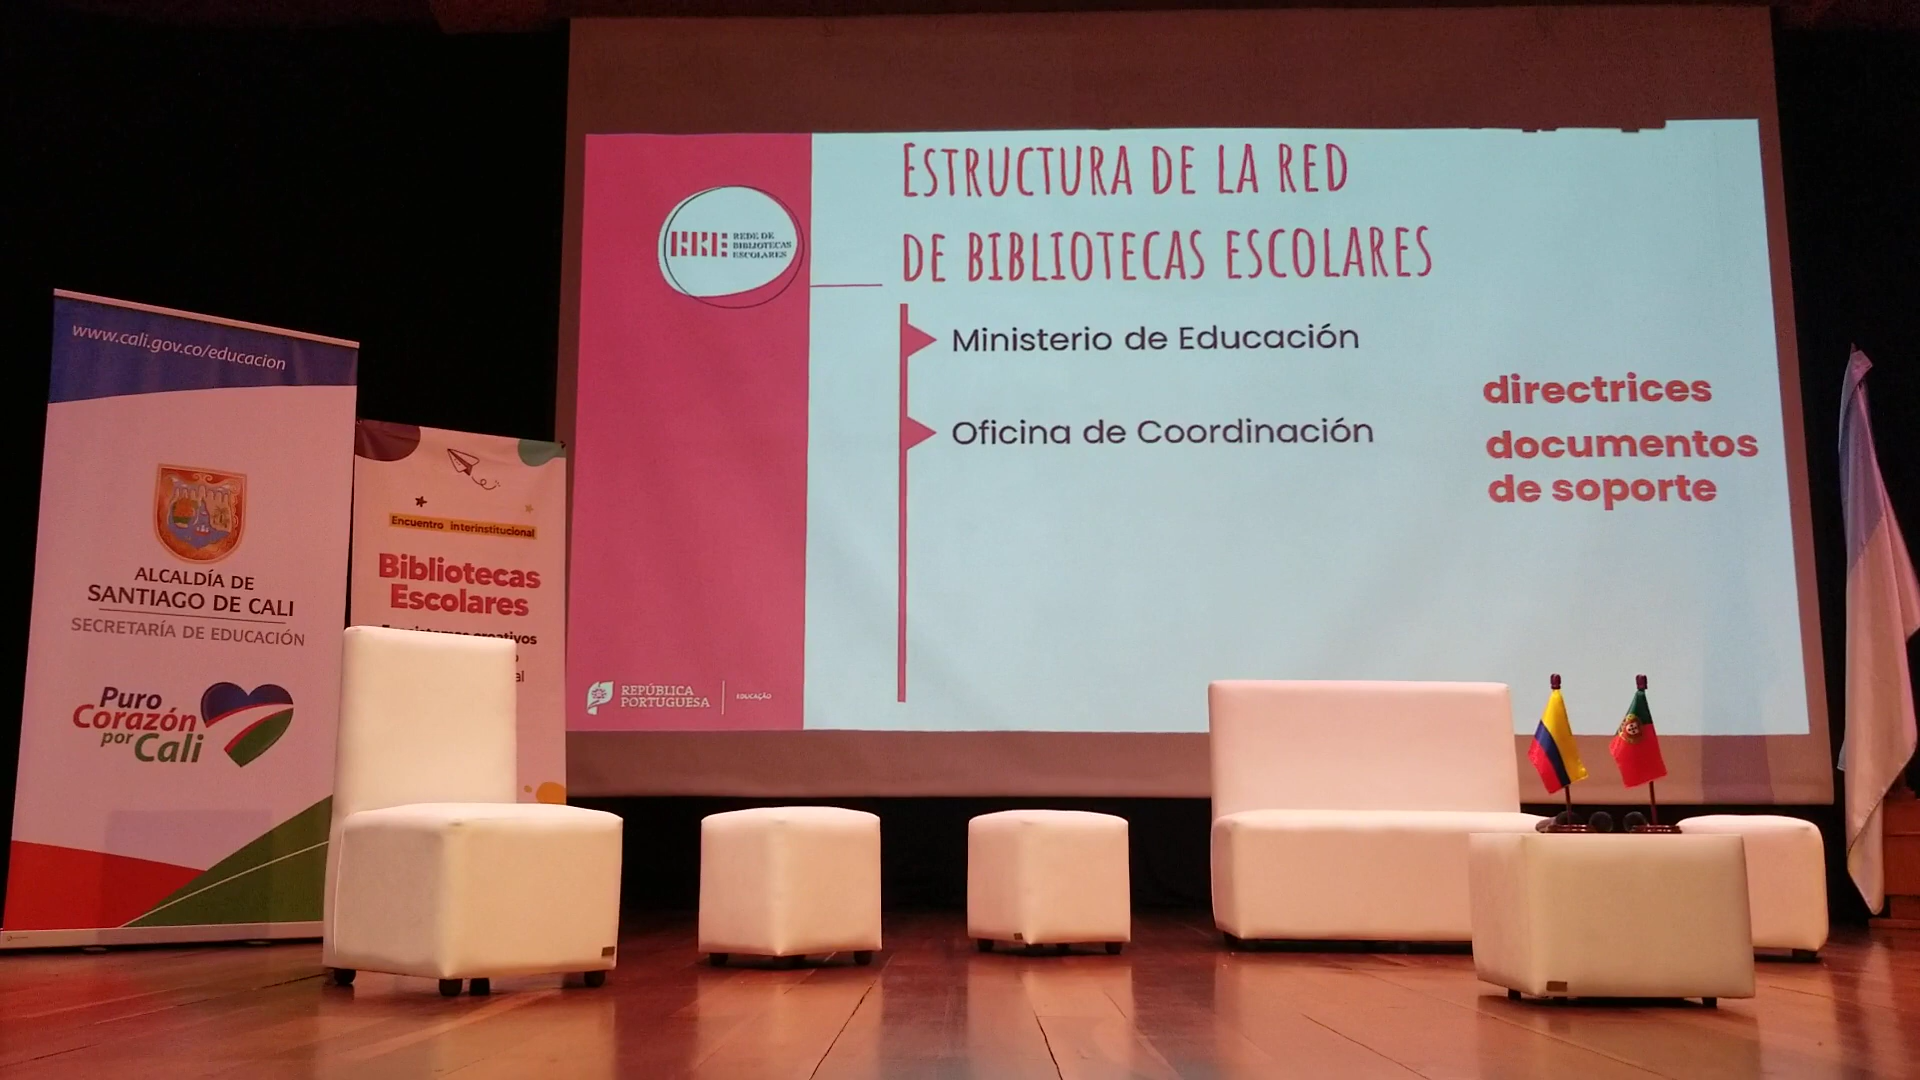 www.cali.gov.co/educacion
ALCALDÍA DE
SANTIAGO DE CALI
SECRETARÍA DE EDUCACIÓN
Puro
Corazón
por Cali
Encuentro interinstitucional
Bibliotecas
Escolares
REDE DE
BIBLIOTECAS
ESCOLARES
ESTRUCTURA DE LA RED
DE BIBLIOTECAS ESCOLARES
Ministerio de Educación
Oficina de Coordinación
directrices
documentos
de soporte
REPÚBLICA
PORTUGUESA
EDUCAÇÃO